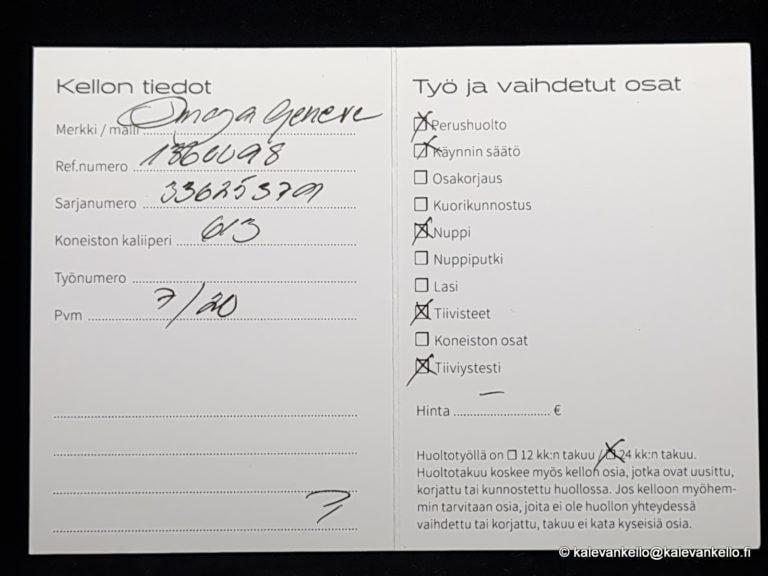 Kellon tiedot
Merkki / malli Omega Geneve
Ref.numero 1360098
Sarjanumero 33625379
Koneiston kaliiperi 613
Työnumero
Pvm 7/20
Työ ja vaihdetut osat
Perushuolto
Käynnin säätö
Osakorjaus
Kuorikunnostus
Nuppi
Nuppiputki
Lasi
Tiivisteet
Koneiston osat
Tiiviystesti
Hinta — €
Huoltotyöllä on 12 kk:n takuu / 24 kk:n takuu.
Huoltotakuu koskee myös kellon osia, jotka ovat uusittu,
korjattu tai kunnostettu huollossa. Jos kelloon myöhem-
min tarvitaan osia, joita ei ole huollon yhteydessä
vaihdettu tai korjattu, takuu ei kata kyseisiä osia.
© kalevankello@kalevankello.fi